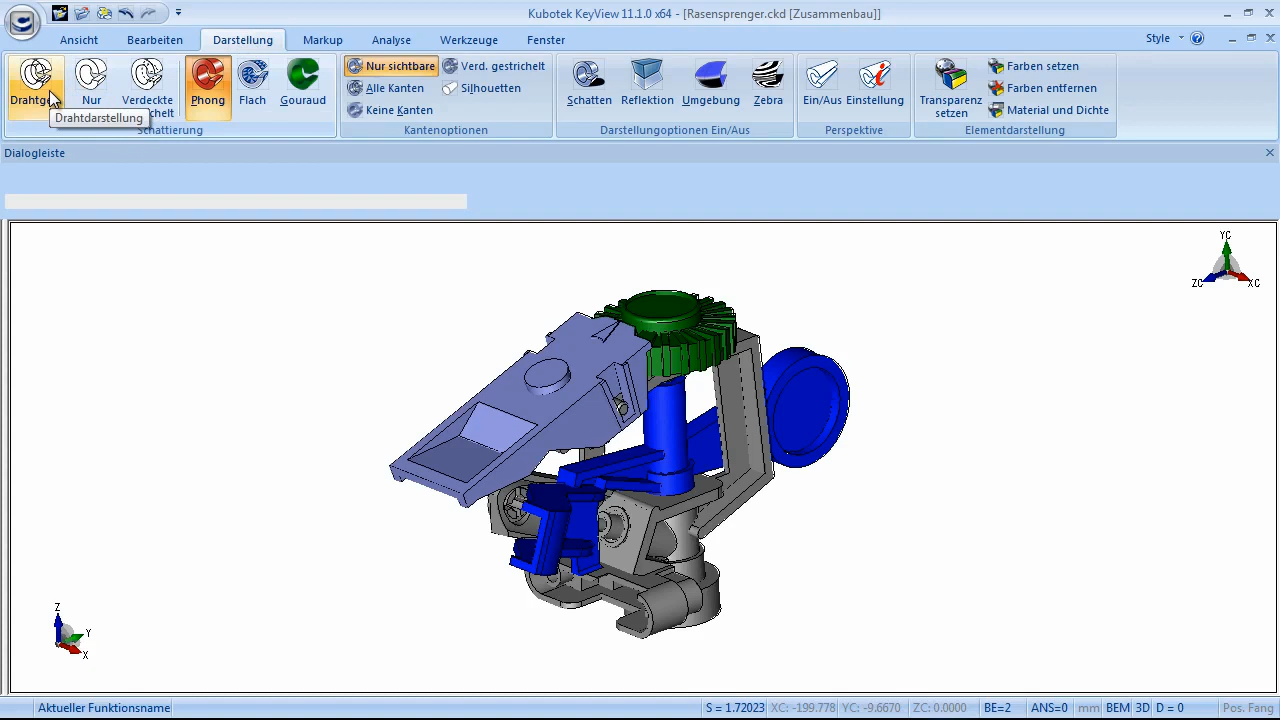 Kubotek KeyView 11.1.0 x64 - [Rasensprenger.ckd [Zusammenbau]]
Ansicht Bearbeiten Darstellung Markup Analyse Werkzeuge Fenster Style
Nur sichtbare Verd. gestrichelt
Alle Kanten Silhouetten
Keine Kanten
Drahtg Nur Verdeckte
chelt
Phong Flach Gouraud
Schatten Reflektion Umgebung Zebra
Ein/Aus Einstellung
Transparenz
setzen
Farben setzen
Farben entfernen
Material und Dichte
Drahtdarstellung
Schattierung Kantenoptionen Darstellungoptionen Ein/Aus Perspektive Elementdarstellung
Dialogleiste
YC
ZC XC
Z
Y
X
Aktueller Funktionsname S = 1.72023 XC: -199.778 YC: -9.6670 ZC: 0.0000 BE=2 ANS=0 mm BEM 3D D = 0 Pos. Fang